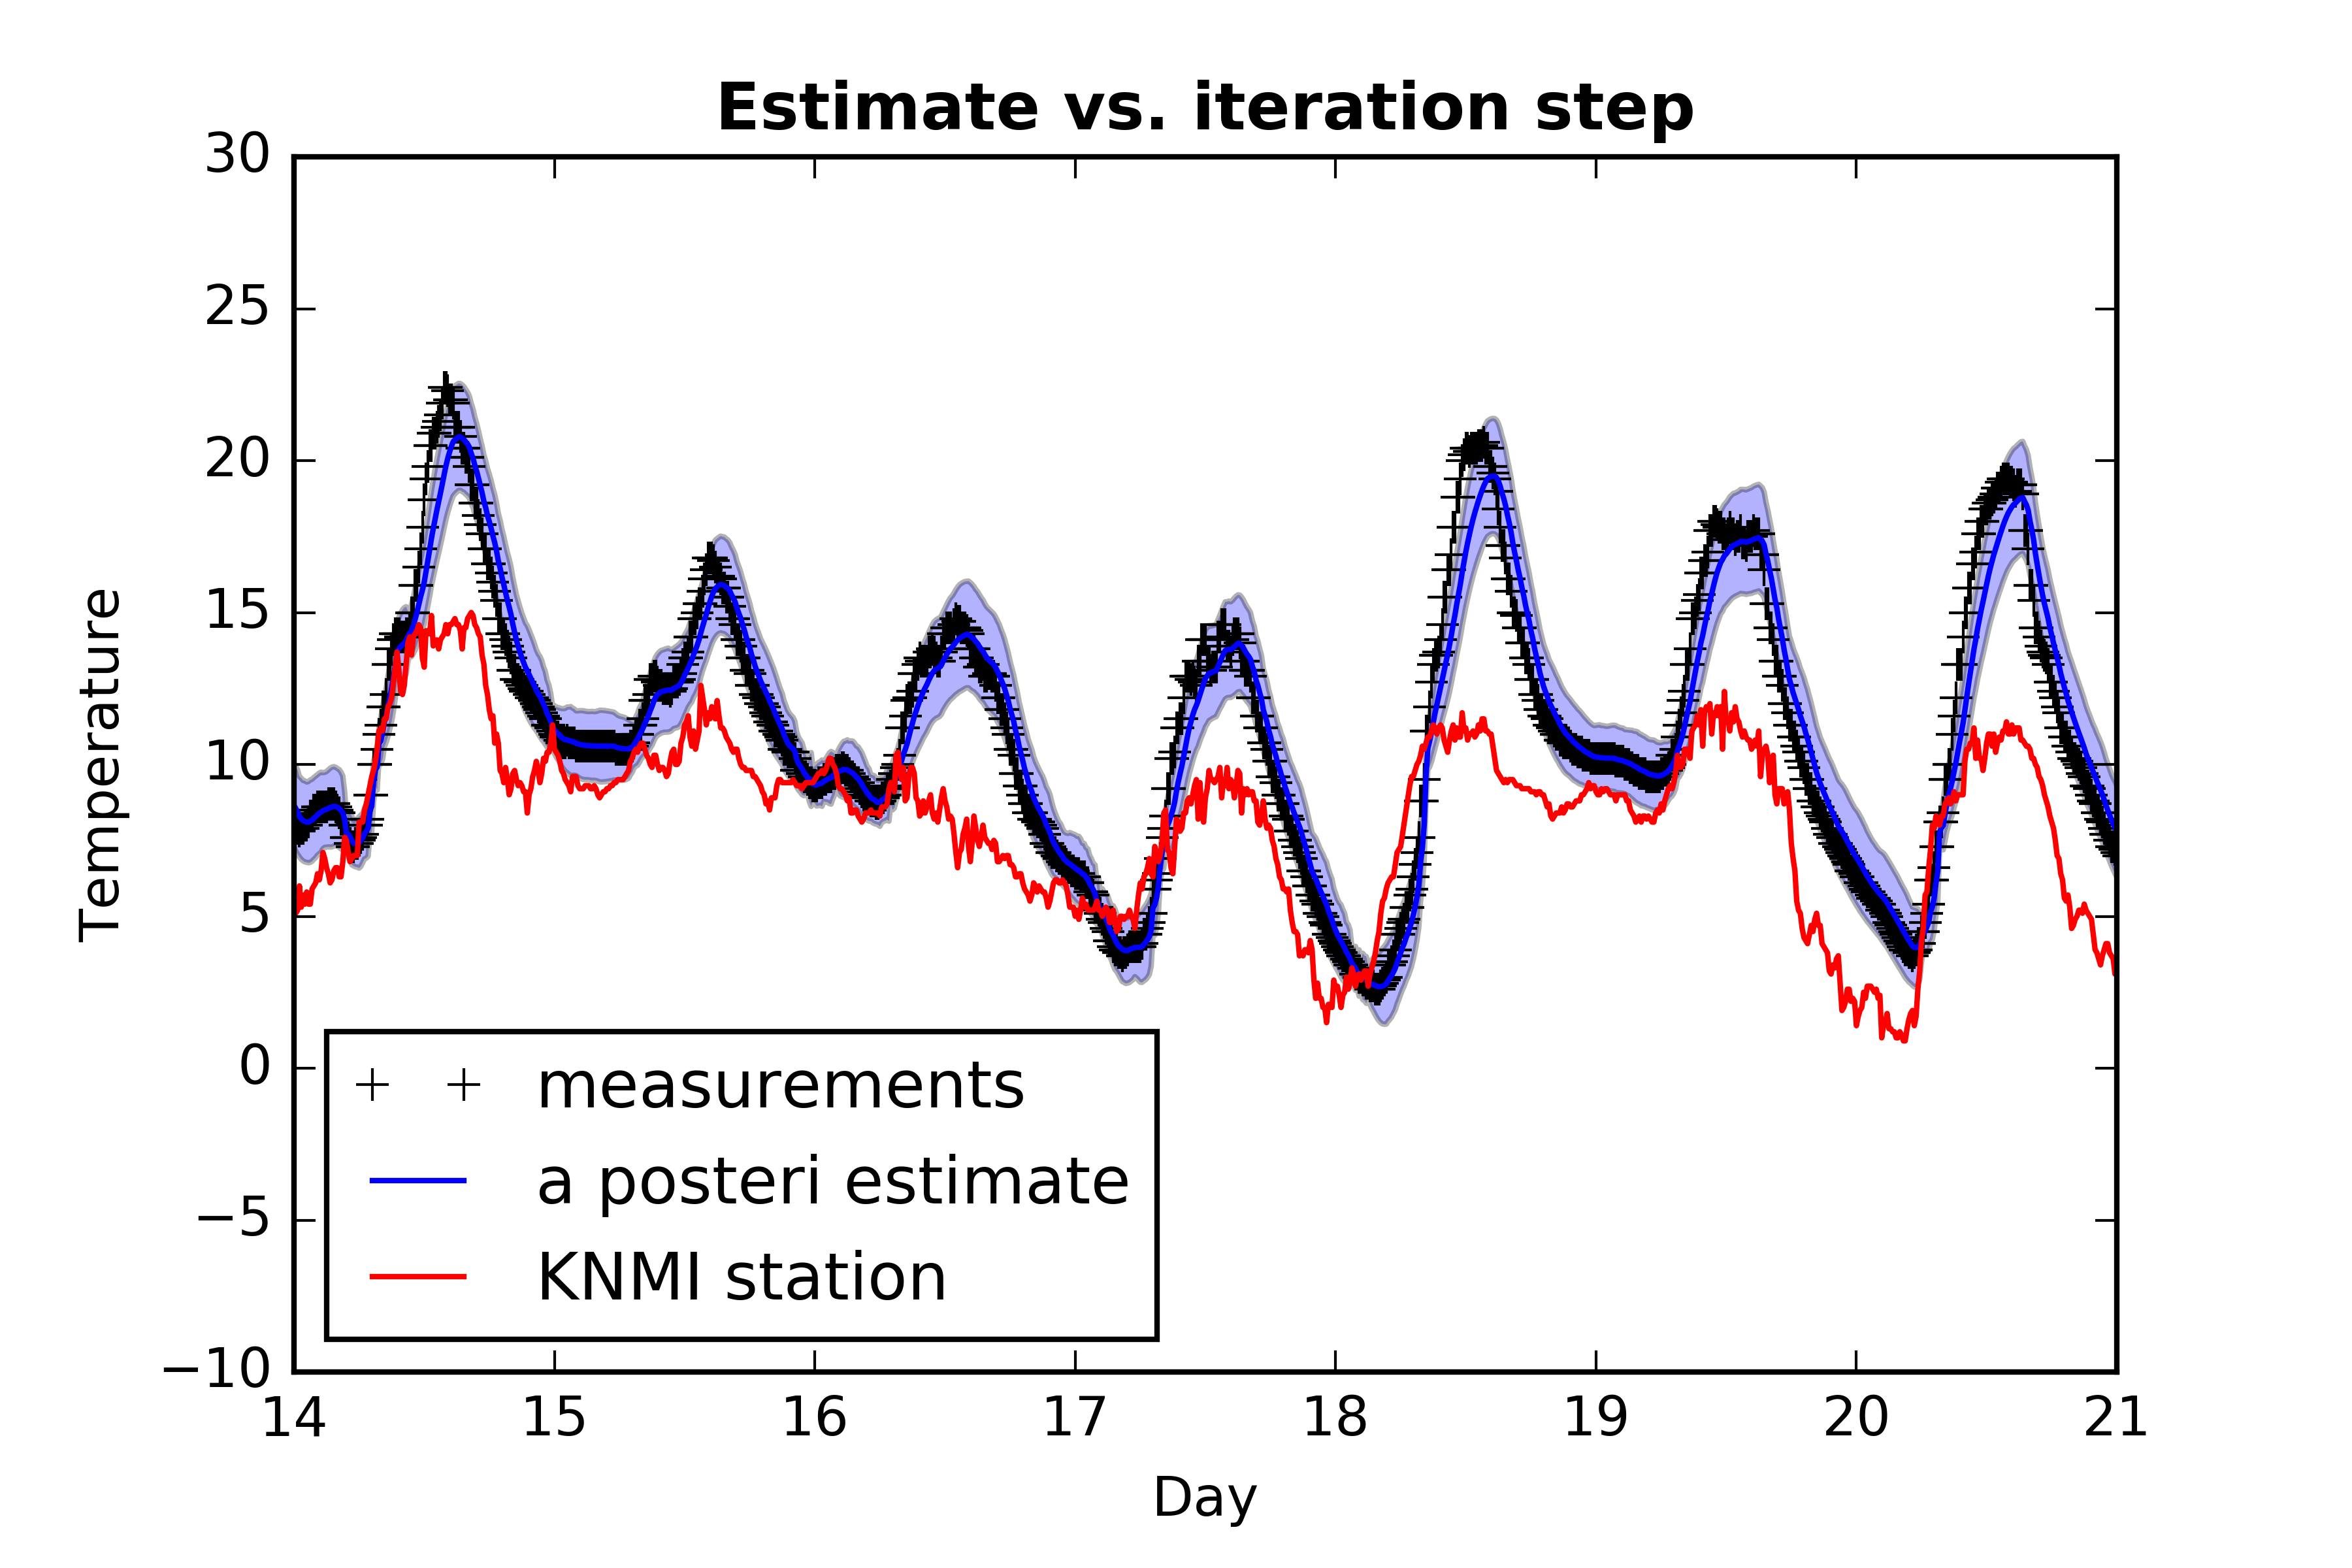 Estimate vs. iteration step
30
25
20
15
10
5
0
−5
−10
Temperature
measurements
a posteri estimate
KNMI station
14 15 16 17 18 19 20 21
Day